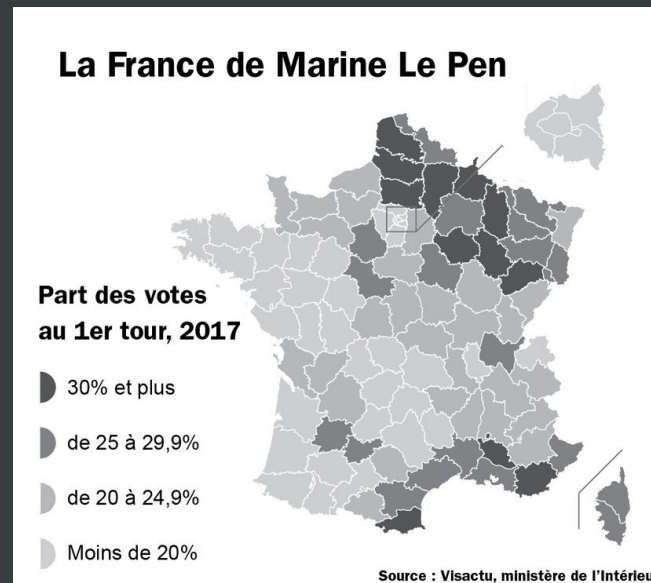 La France de Marine Le Pen
Part des votes
au 1er tour, 2017
30% et plus
de 25 à 29,9%
de 20 à 24,9%
Moins de 20%
Source : Visactu, ministère de l'Intérieu